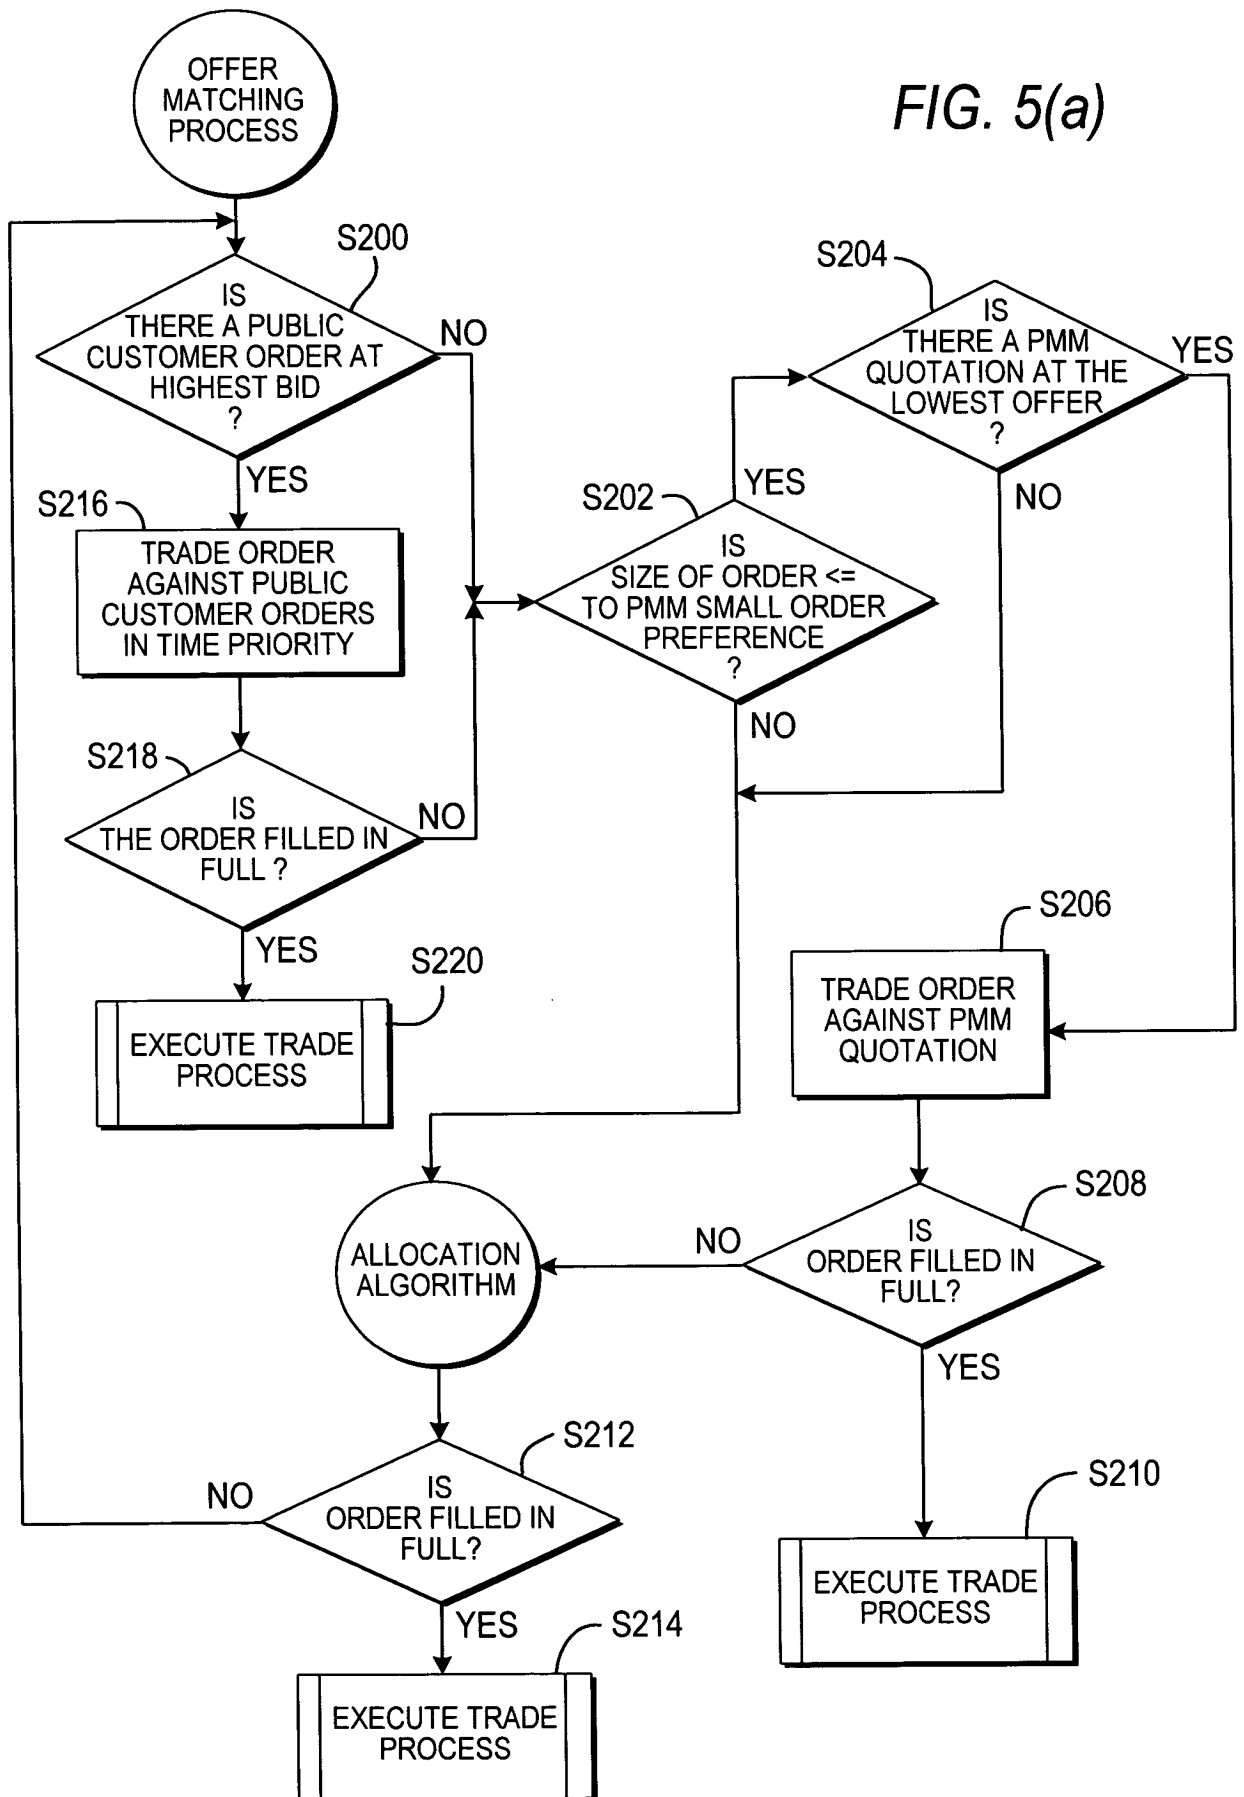 OFFER
MATCHING
PROCESS
FIG. 5(a)
S200
IS
THERE A PUBLIC
CUSTOMER ORDER AT
HIGHEST BID
?
NO
YES
S204
IS
THERE A PMM
QUOTATION AT THE
LOWEST OFFER
?
YES
NO
S216
TRADE ORDER
AGAINST PUBLIC
CUSTOMER ORDERS
IN TIME PRIORITY
S202
YES
IS
SIZE OF ORDER <=
TO PMM SMALL ORDER
PREFERENCE
?
NO
S218
IS
THE ORDER FILLED IN
FULL ?
NO
YES
S220
EXECUTE TRADE
PROCESS
S206
TRADE ORDER
AGAINST PMM
QUOTATION
S208
IS
ORDER FILLED IN
FULL?
NO
YES
ALLOCATION
ALGORITHM
S212
IS
ORDER FILLED IN
FULL?
NO
YES
S210
EXECUTE TRADE
PROCESS
S214
EXECUTE TRADE
PROCESS